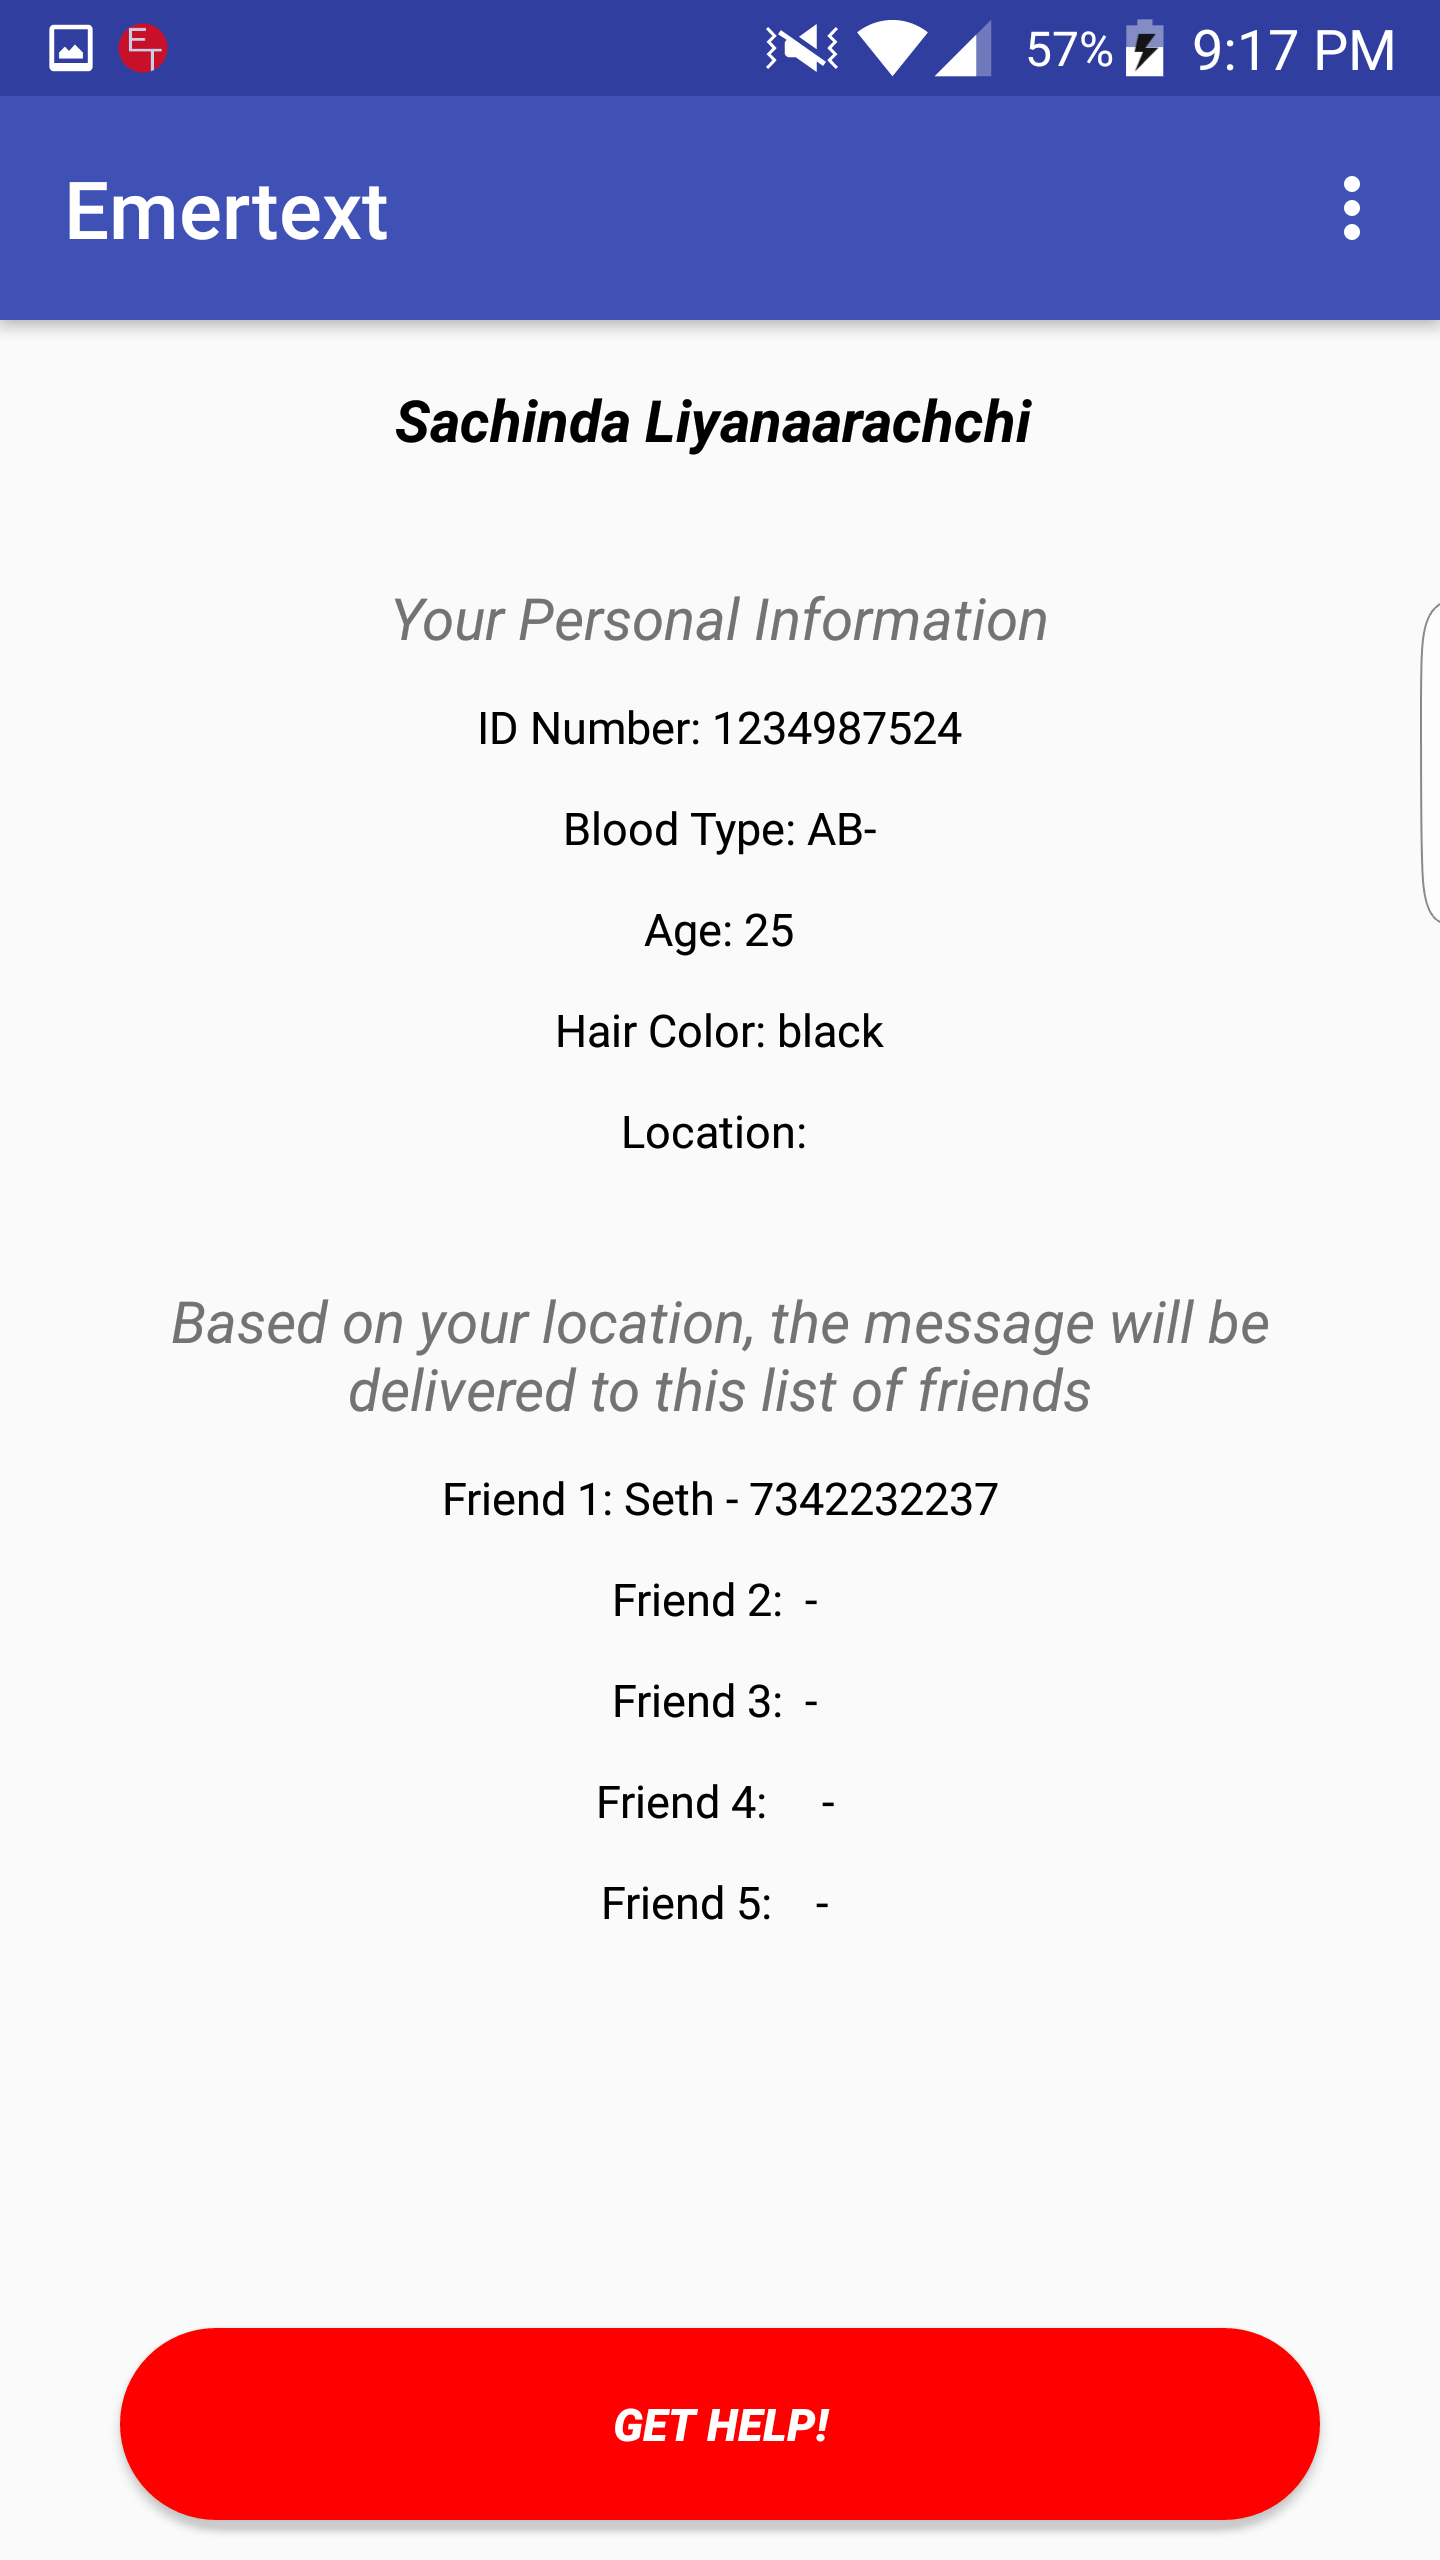 ET 57% 9:17 PM
Emertext
Sachinda Liyanaarachchi
Your Personal Information
ID Number: 1234987524
Blood Type: AB-
Age: 25
Hair Color: black
Location:
Based on your location, the message will be
delivered to this list of friends
Friend 1: Seth - 7342232237
Friend 2:  -
Friend 3:  -
Friend 4:     -
Friend 5:    -
GET HELP!